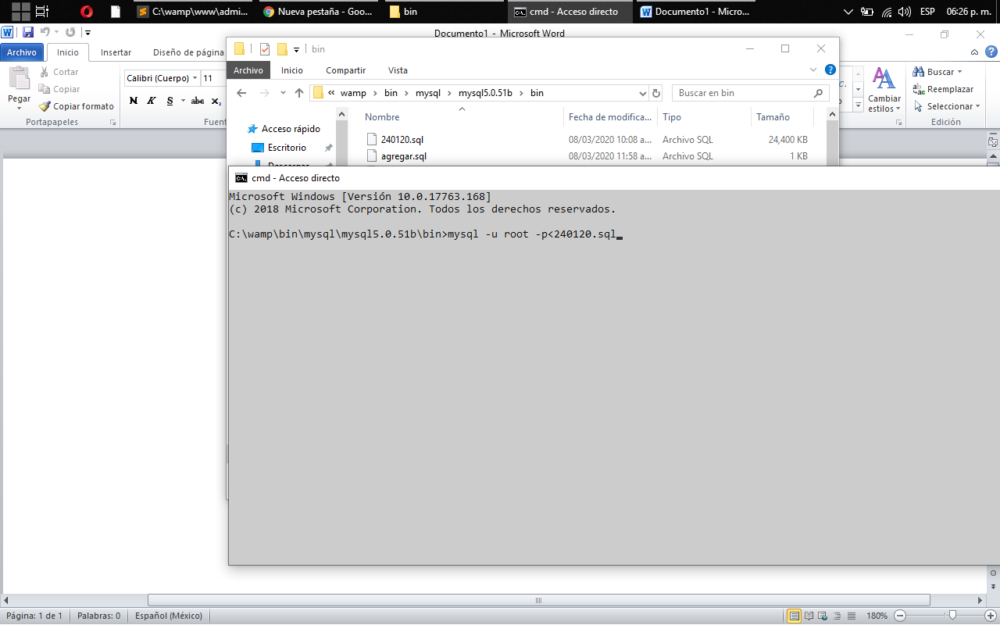 C:\wamp\www\admi...
Nueva pestaña - Goo...
bin
cmd - Acceso directo
Documento1 - Micro...
ESP
06:26 p. m.
Documento1 - Microsoft Word
Archivo
Inicio
Insertar
Diseño de página
Cortar
Copiar
Copiar formato
Pegar
Portapapeles
Calibri (Cuerpo)
11
N K S abc x₂
Fuent
Cambiar
estilos
Buscar
Reemplazar
Seleccionar
Edición
bin
Archivo
Inicio
Compartir
Vista
« wamp > bin > mysql > mysql5.0.51b > bin
Buscar en bin
Acceso rápido
Escritorio
Descargas
Nombre
Fecha de modifica...
Tipo
Tamaño
240120.sql 08/03/2020 10:08 a... Archivo SQL 24,400 KB
agregar.sql 08/03/2020 11:58 a... Archivo SQL 1 KB
cmd - Acceso directo
Microsoft Windows [Versión 10.0.17763.168]
(c) 2018 Microsoft Corporation. Todos los derechos reservados.
C:\wamp\bin\mysql\mysql5.0.51b\bin>mysql -u root -p<240120.sql
Página: 1 de 1
Palabras: 0
Español (México)
180%